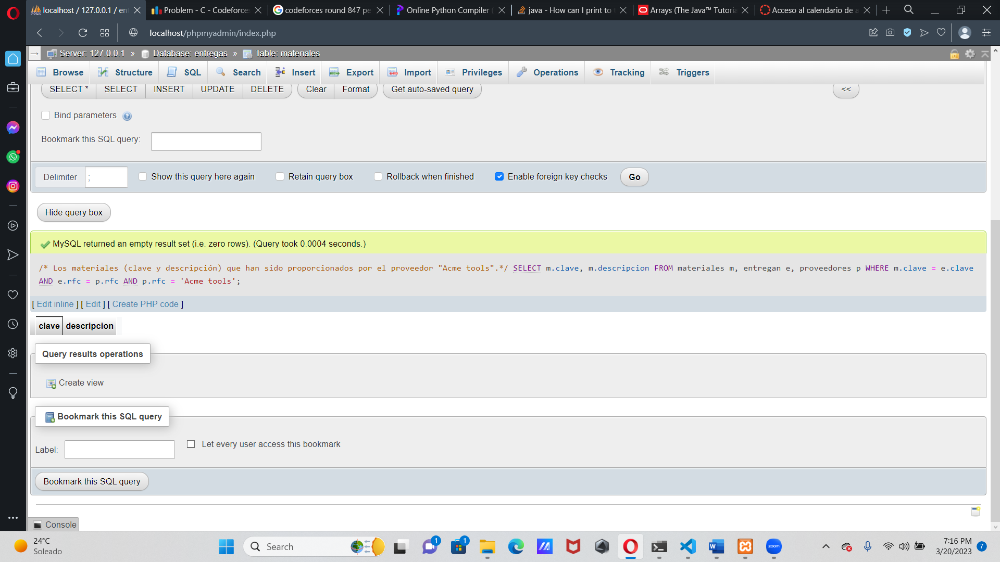 localhost / 127.0.0.1 / en
Problem - C - Codeforces
codeforces round 847 pe
Online Python Compiler (
java - How can I print to t
Arrays (The Java™ Tutoria
Acceso al calendario de a
localhost/phpmyadmin/index.php
Server: 127.0.0.1 » Database: entregas » Table: materiales
Browse Structure SQL Search Insert Export Import Privileges Operations Tracking Triggers
SELECT * SELECT INSERT UPDATE DELETE Clear Format Get auto-saved query <<
Bind parameters
Bookmark this SQL query:
Delimiter ; Show this query here again Retain query box Rollback when finished Enable foreign key checks Go
Hide query box
MySQL returned an empty result set (i.e. zero rows). (Query took 0.0004 seconds.)
/* Los materiales (clave y descripción) que han sido proporcionados por el proveedor "Acme tools".*/ SELECT m.clave, m.descripcion FROM materiales m, entregan e, proveedores p WHERE m.clave = e.clave
AND e.rfc = p.rfc AND p.rfc = 'Acme tools';
[ Edit inline ] [ Edit ] [ Create PHP code ]
clave descripcion
Query results operations
Create view
Bookmark this SQL query
Label: Let every user access this bookmark
Bookmark this SQL query
Console
24°C
Soleado
Search
1
1
zoom
7:16 PM
3/20/2023
7